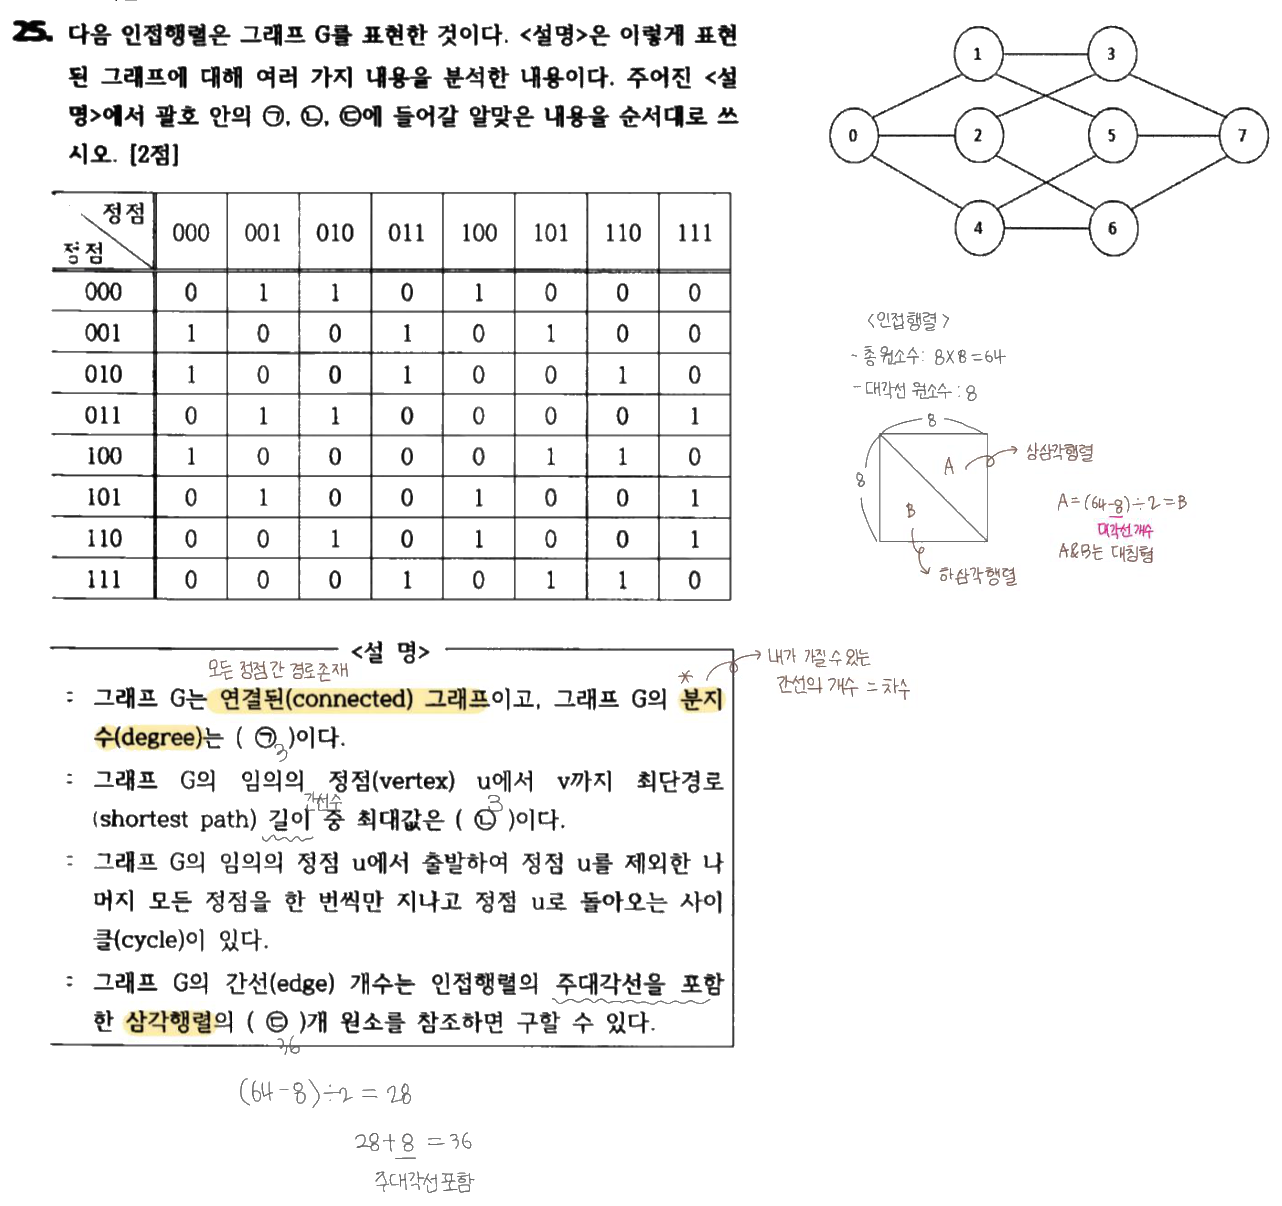 25. 다음 인접행렬은 그래프 G를 표현한 것이다. <설명>은 이렇게 표현
된 그래프에 대해 여러 가지 내용을 분석한 내용이다. 주어진 <설
명>에서 괄호 안의 ㉠, ㉡, ㉢에 들어갈 알맞은 내용을 순서대로 쓰
시오. [2점]
정점
정점 000 001 010 011 100 101 110 111
000 0 1 1 0 1 0 0 0
001 1 0 0 1 0 1 0 0
010 1 0 0 1 0 0 1 0
011 0 1 1 0 0 0 0 1
100 1 0 0 0 0 1 1 0
101 0 1 0 0 1 0 0 1
110 0 0 1 0 1 0 0 1
111 0 0 0 1 0 1 1 0
1 3
0 2 5 7
4 6
<인접행렬>
- 총 원소수: 8X8=64
- 대각선 원소수: 8
8
8
A
상삼각행렬
B
하삼각행렬
A=(64-8)÷2=B
대각선 개수
A&B는 대칭형
<설 명>
모든 정점간 경로존재
: 그래프 G는 연결된(connected) 그래프이고, 그래프 G의 분지
수(degree)는 ( ㉠ )이다.
3
*
내가 가질 수 있는
간선의 개수 = 차수
: 그래프 G의 임의의 정점(vertex) u에서 v까지 최단경로
간선수
3
(shortest path) 길이 중 최대값은 ( ㉡ )이다.
: 그래프 G의 임의의 정점 u에서 출발하여 정점 u를 제외한 나
머지 모든 정점을 한 번씩만 지나고 정점 u로 돌아오는 사이
클(cycle)이 있다.
: 그래프 G의 간선(edge) 개수는 인접행렬의 주대각선을 포함
한 삼각행렬의 ( ㉢ )개 원소를 참조하면 구할 수 있다.
36
(64-8)÷2=28
28+8=36
주대각선포함